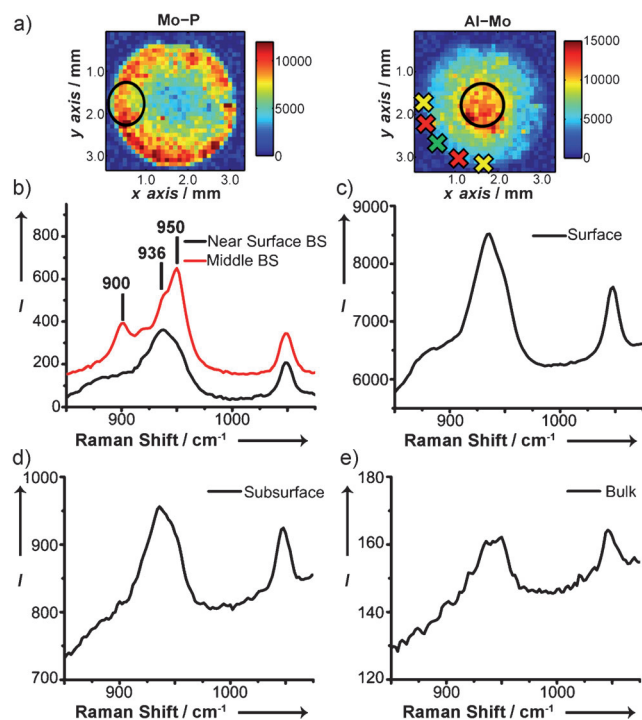 a) Mo–P Al–Mo
y axis / mm
1.0
2.0
3.0
1.0 2.0 3.0
x axis / mm
10000
5000
0
y axis / mm
1.0
2.0
3.0
1.0 2.0 3.0
x axis / mm
15000
10000
5000
0
b)
I
800
600
400
200
0
900 936 950
Near Surface BS
Middle BS
900 1000
Raman Shift / cm⁻¹
c)
I
9000
8000
7000
6000
Surface
900 1000
Raman Shift / cm⁻¹
d)
I
1000
900
800
700
Subsurface
900 1000
Raman Shift / cm⁻¹
e)
I
180
160
140
120
Bulk
900 1000
Raman Shift / cm⁻¹